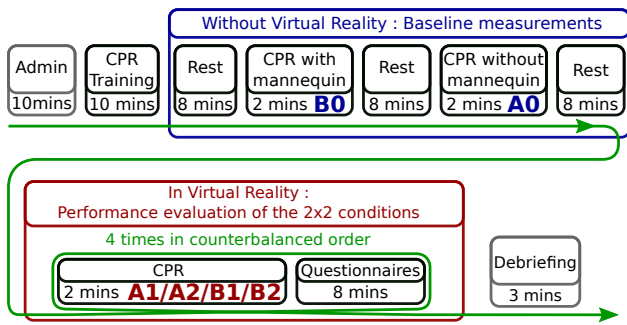 Without Virtual Reality : Baseline measurements
Admin
10mins
CPR
Training
10 mins
Rest
8 mins
CPR with
mannequin
2 mins B0
Rest
8 mins
CPR without
mannequin
2 mins A0
Rest
8 mins
In Virtual Reality :
Performance evaluation of the 2x2 conditions
4 times in counterbalanced order
CPR
2 mins A1/A2/B1/B2
Questionnaires
8 mins
Debriefing
3 mins